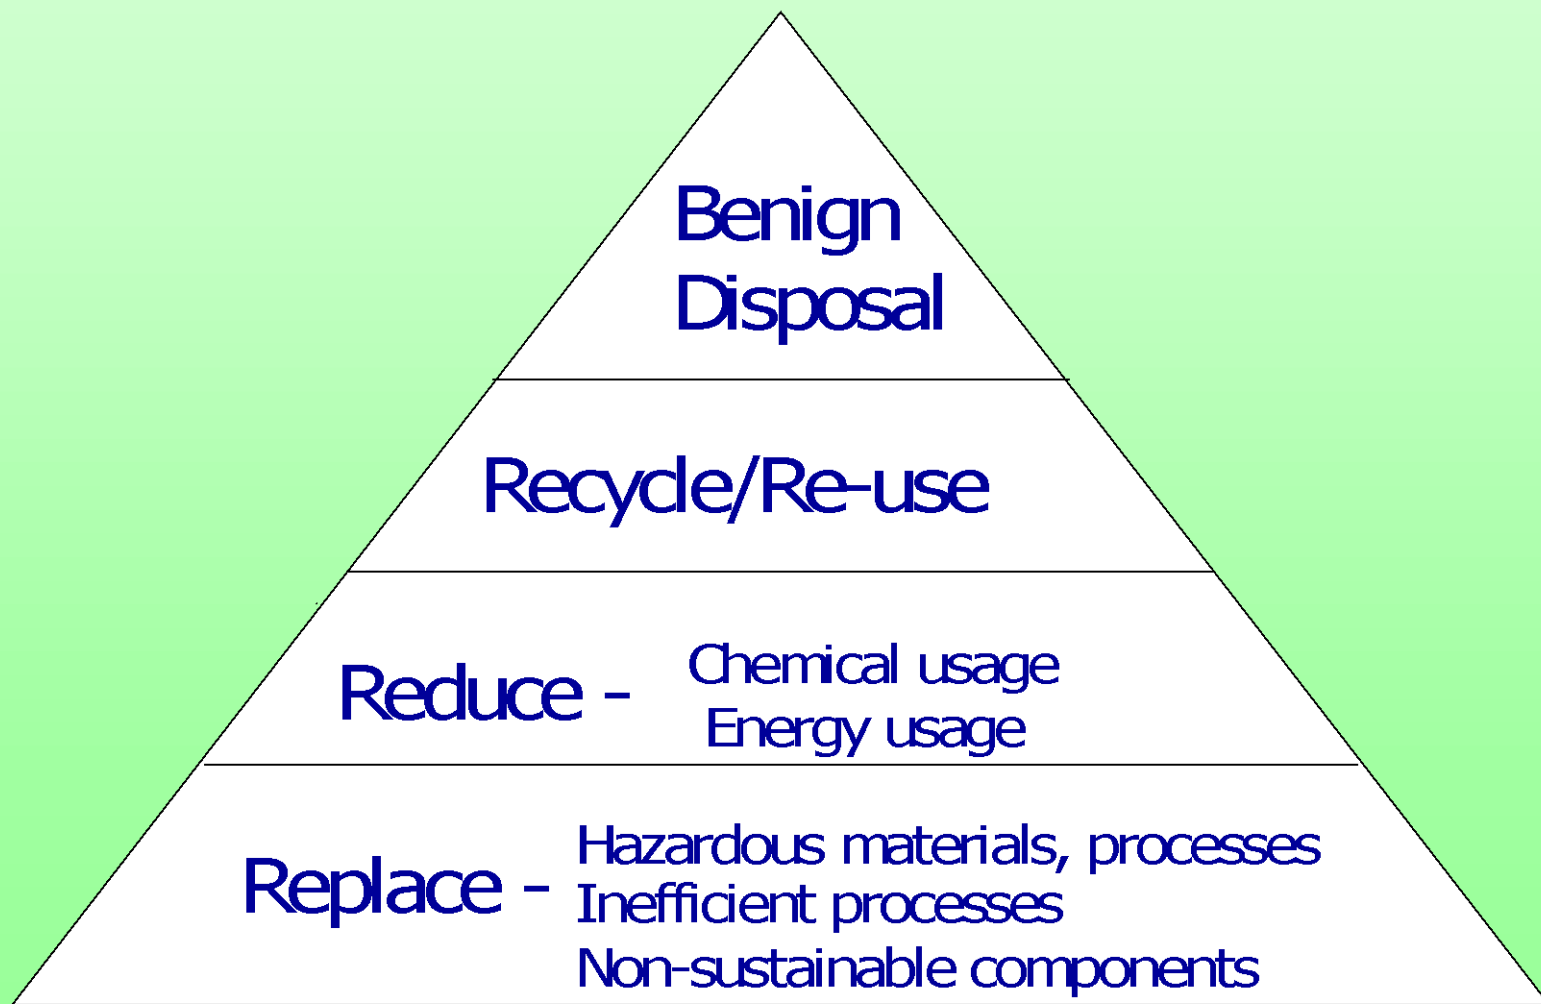 Benign
Disposal
Recycle/Re-use
Reduce -
Chemical usage
Energy usage
Replace -
Hazardous materials, processes
Inefficient processes
Non-sustainable components